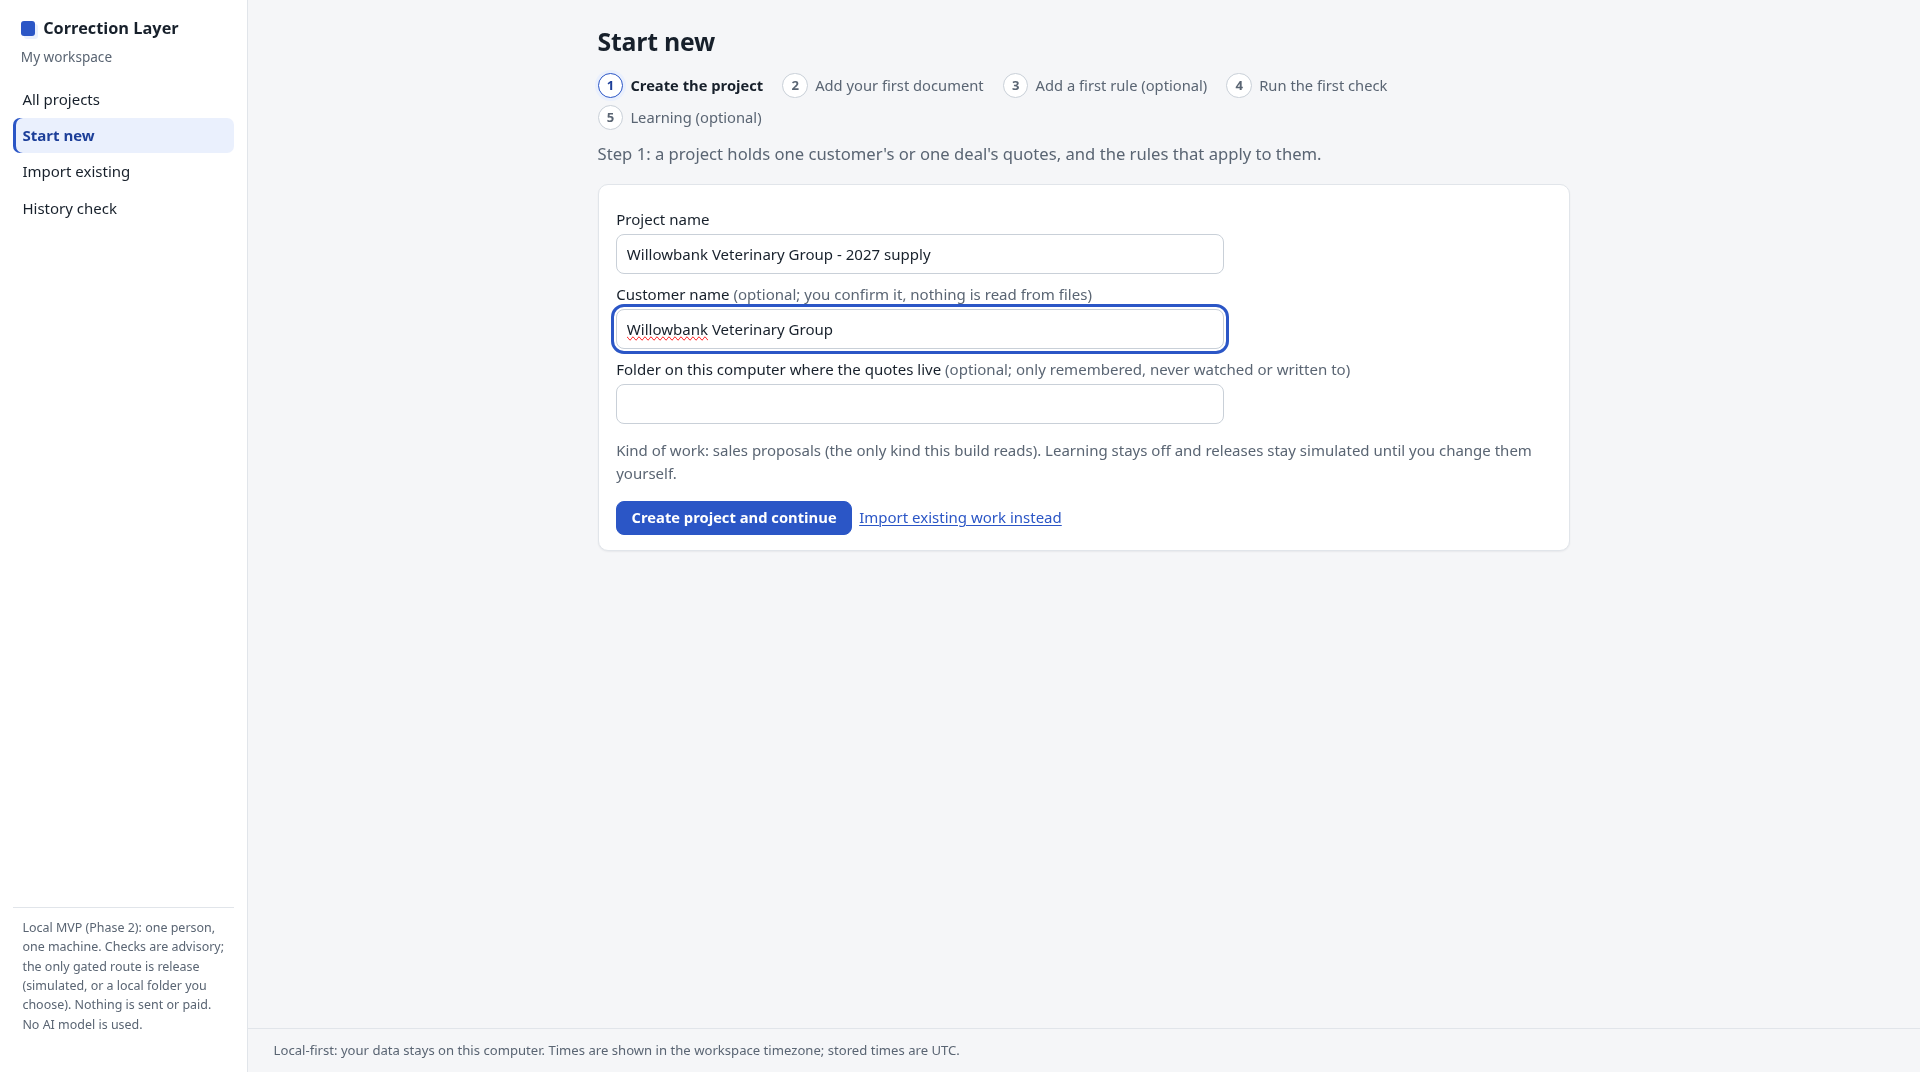 Correction Layer
My workspace
All projects
Start new
Import existing
History check
Local MVP (Phase 2): one person,
one machine. Checks are advisory;
the only gated route is release
(simulated, or a local folder you
choose). Nothing is sent or paid.
No AI model is used.
Start new
1 Create the project 2 Add your first document 3 Add a first rule (optional) 4 Run the first check
5 Learning (optional)
Step 1: a project holds one customer's or one deal's quotes, and the rules that apply to them.
Project name
Willowbank Veterinary Group - 2027 supply
Customer name (optional; you confirm it, nothing is read from files)
Willowbank Veterinary Group
Folder on this computer where the quotes live (optional; only remembered, never watched or written to)
Kind of work: sales proposals (the only kind this build reads). Learning stays off and releases stay simulated until you change them
yourself.
Create project and continue Import existing work instead
Local-first: your data stays on this computer. Times are shown in the workspace timezone; stored times are UTC.